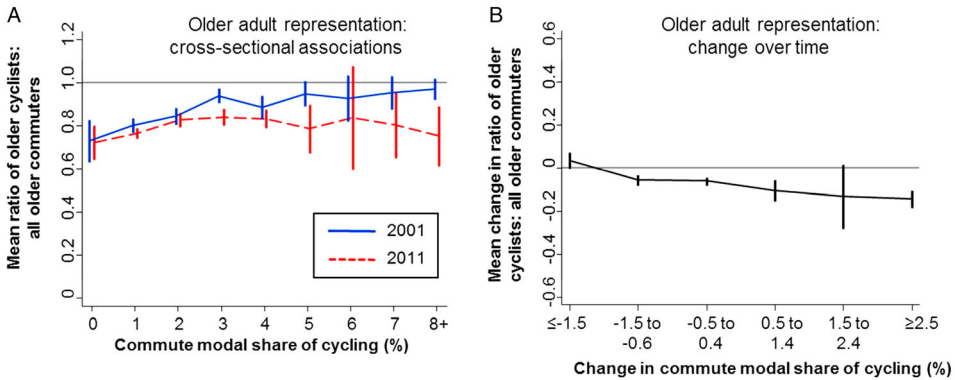 A
Older adult representation:
cross-sectional associations
Mean ratio of older cyclists:
all older commuters
1.2
1.0
0.8
0.6
0.4
0.2
0
2001
2011
0 1 2 3 4 5 6 7 8+
Commute modal share of cycling (%)
B
Older adult representation:
change over time
Mean change in ratio of older
cyclists: all older commuters
0.6
0.4
0.2
0
-0.2
-0.4
-0.6
≤-1.5 -1.5 to -0.5 to 0.5 to 1.5 to ≥2.5
-0.6 0.4 1.4 2.4
Change in commute modal share of cycling (%)